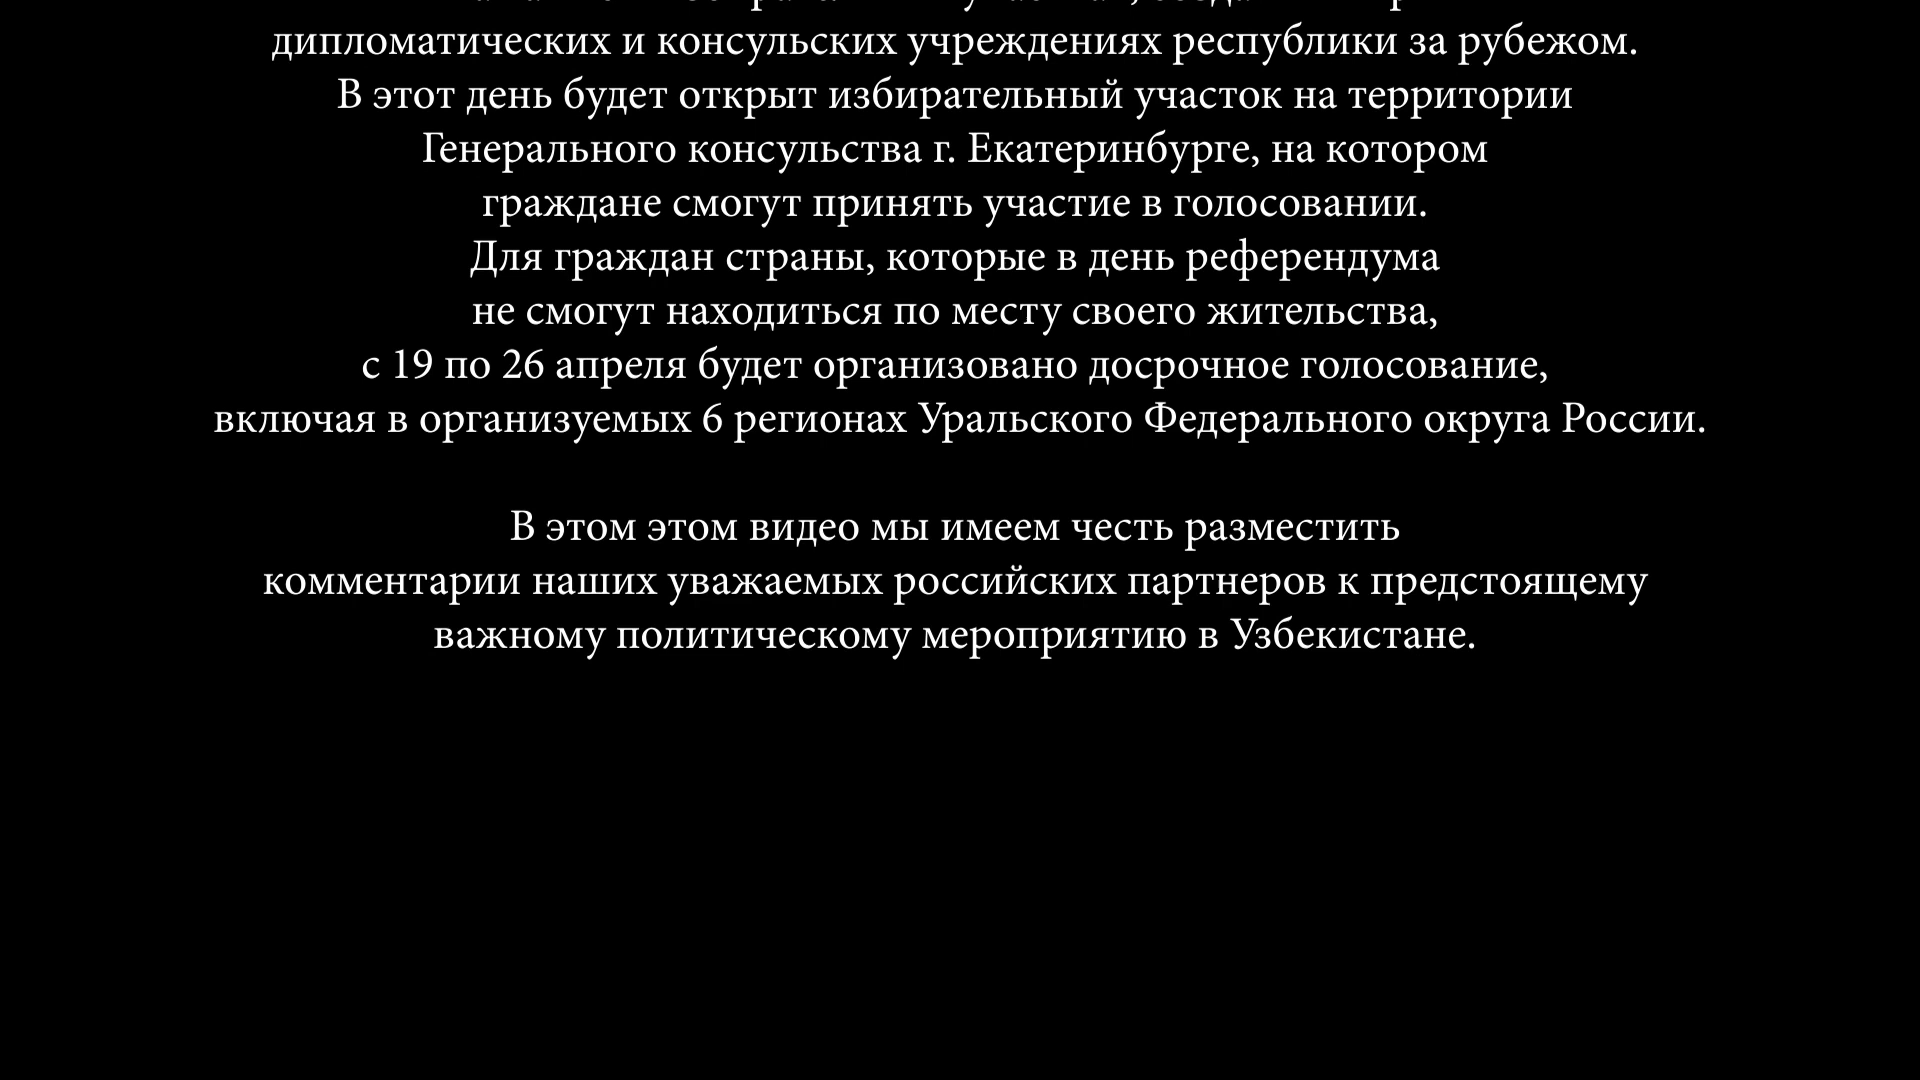 дипломатических и консульских учреждениях республики за рубежом.
В этот день будет открыт избирательный участок на территории
Генерального консульства г. Екатеринбурге, на котором
граждане смогут принять участие в голосовании.
Для граждан страны, которые в день референдума
не смогут находиться по месту своего жительства,
с 19 по 26 апреля будет организовано досрочное голосование,
включая в организуемых 6 регионах Уральского Федерального округа России.
В этом этом видео мы имеем честь разместить
комментарии наших уважаемых российских партнеров к предстоящему
важному политическому мероприятию в Узбекистане.